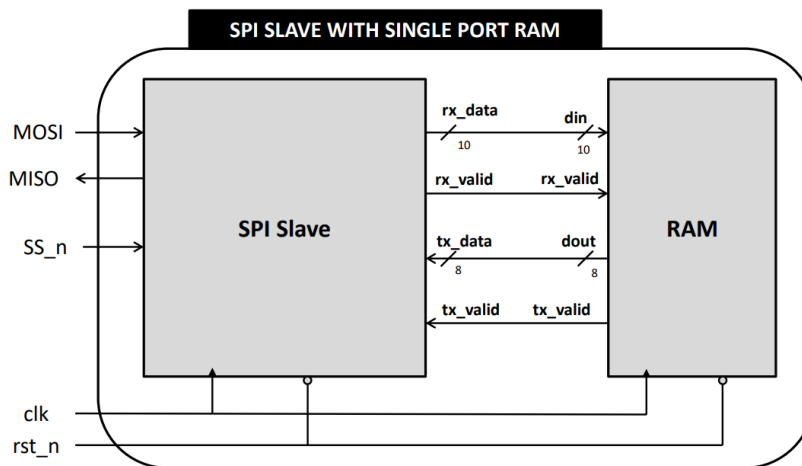 SPI SLAVE WITH SINGLE PORT RAM
MOSI
MISO
SS_n
clk
rst_n
SPI Slave
rx_data
10
din
10
rx_valid
rx_valid
tx_data
8
dout
8
tx_valid
tx_valid
RAM